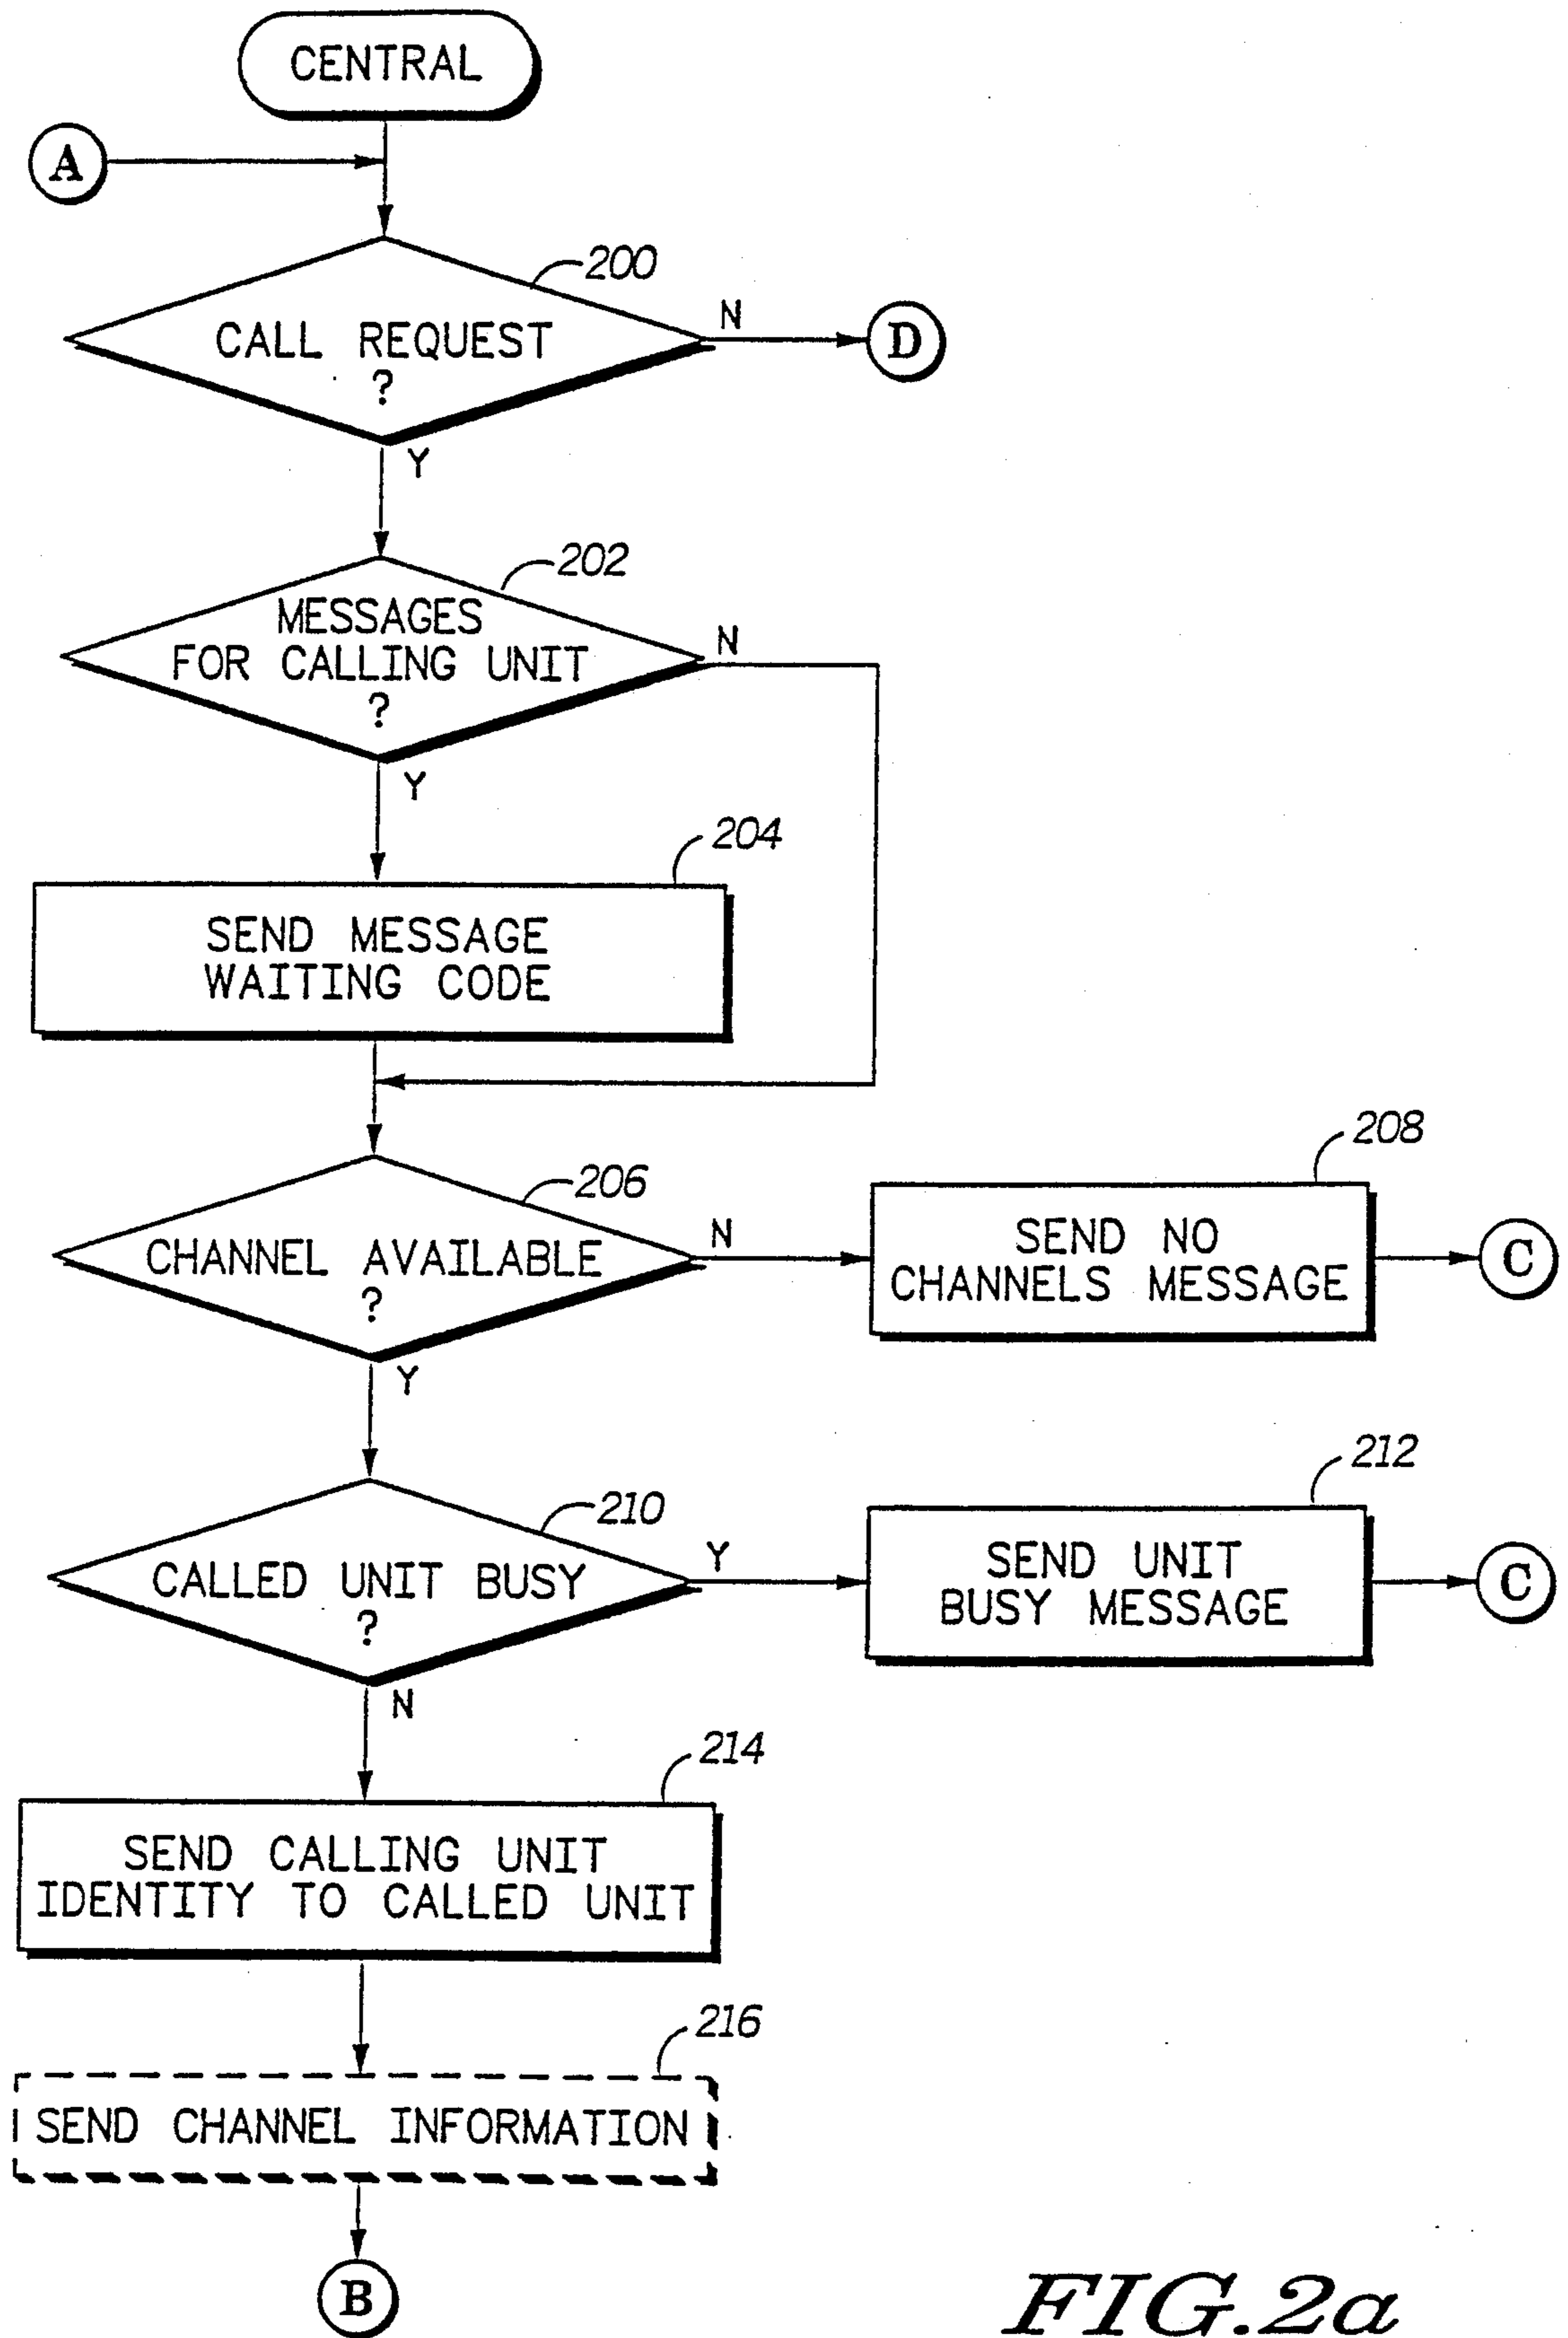 CENTRAL
A
200
CALL REQUEST
?
N
D
Y
202
MESSAGES
FOR CALLING UNIT
?
N
Y
204
SEND MESSAGE
WAITING CODE
206
CHANNEL AVAILABLE
?
N
208
SEND NO
CHANNELS MESSAGE
C
Y
210
CALLED UNIT BUSY
?
Y
212
SEND UNIT
BUSY MESSAGE
C
N
214
SEND CALLING UNIT
IDENTITY TO CALLED UNIT
216
SEND CHANNEL INFORMATION
B
FIG.2a